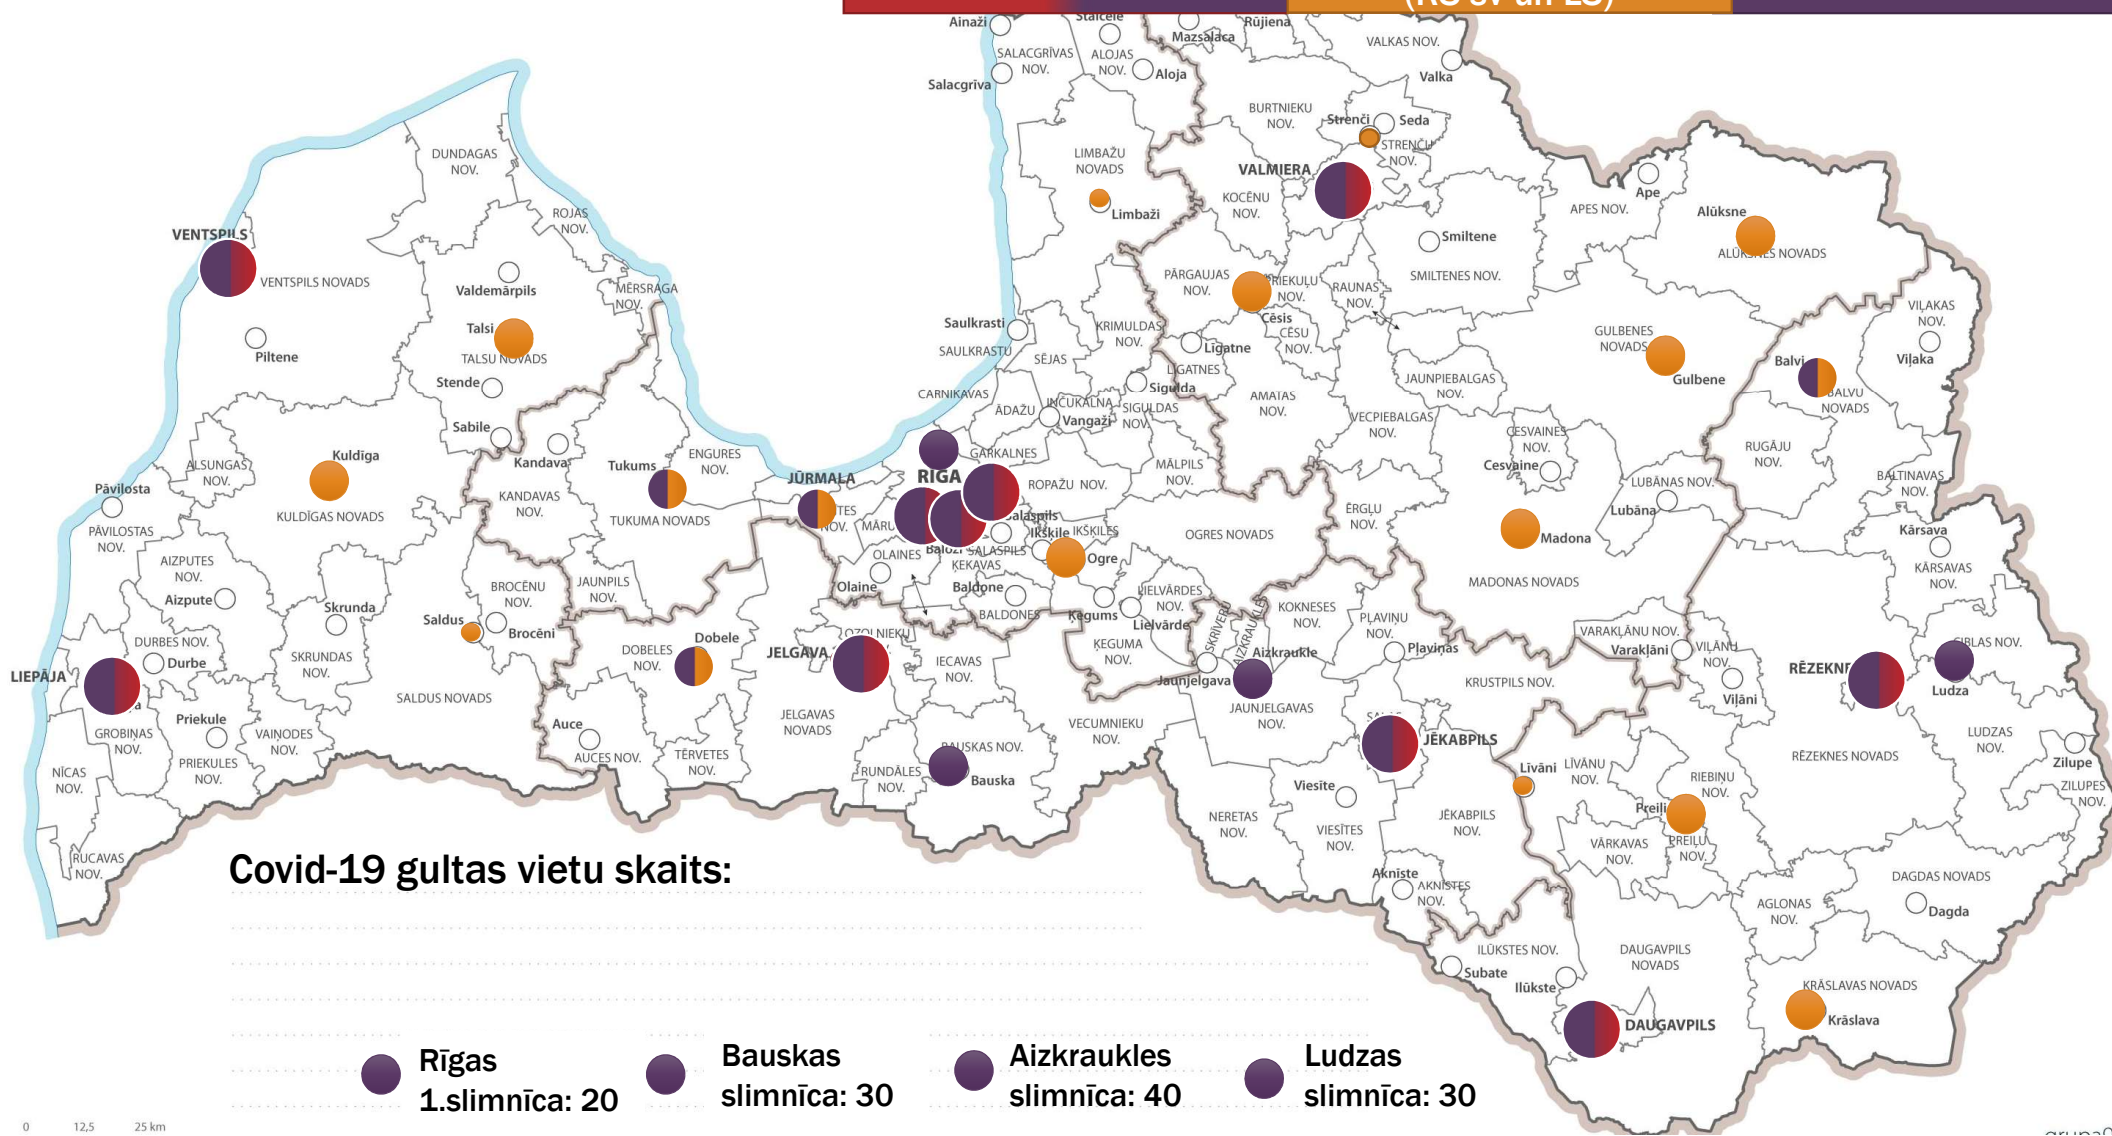 (RS sv un LS)
Ainaži
Staicele
Mazsalaca
Rūjiena
VALKAS NOV.
Valka
SALACGRĪVAS
NOV.
ALOJAS
NOV.
Aloja
Salacgrīva
BURTNIEKU
NOV.
Strenči
Seda
STRENČU
NOV.
DUNDAGAS
NOV.
LIMBAŽU
NOVADS
VALMIERA
Limbaži
KOCĒNU
NOV.
Ape
APES NOV.
Alūksne
ALŪKSNES NOVADS
ROJAS
NOV.
VENTSPILS
VENTSPILS NOVADS
Smiltene
SMILTENES NOV.
Valdemārpils
MĒRSRAGA
NOV.
PĀRGAUJAS
NOV.
PRIEKUĻU
NOV.
RAUNAS
NOV.
Cēsis
CĒSU
NOV.
VIĻAKAS
NOV.
Viļaka
Talsi
TALSU NOVADS
Piltene
Stende
Saulkrasti
SAULKRASTU
KRIMULDAS
NOV.
SĒJAS
Līgatne
LĪGATNES
Sigulda
SIGULDAS
NOV.
GULBENES
NOVADS
Gulbene
Balvi
BALVU
NOVADS
JAUNPIEBALGAS
NOV.
AMATAS
NOV.
CARNIKAVAS
ĀDAŽU
INČUKALNA
Vangaži
VECPIEBALGAS
NOV.
CESVAINES
NOV.
Cesvaine
RUGĀJU
NOV.
Sabile
Kandava
KANDAVAS
NOV.
Kuldīga
KULDĪGAS NOVADS
ALSUNGAS
NOV.
Tukums
ENGURES
NOV.
TUKUMA NOVADS
JŪRMALA
RĪGA
GARKALNES
ROPAŽU NOV.
MĀLPILS
NOV.
LUBĀNAS NOV.
Lubāna
BALTINAVAS
NOV.
Pāvilosta
PĀVILOSTAS
NOV.
ĒRGĻU
NOV.
Madona
MADONAS NOVADS
Kārsava
KĀRSAVAS
NOV.
OGRES NOVADS
Ikšķile
IKŠĶILES
Ogre
SALASPILS
ĶEKAVAS
OLAINES
Olaine
Baldone
BALDONES
AIZPUTES
NOV.
Aizpute
JAUNPILS
NOV.
BROCĒNU
NOV.
Brocēni
Saldus
SALDUS NOVADS
Skrunda
SKRUNDAS
NOV.
Ķegums
LIELVĀRDES
NOV.
Lielvārde
ĶEGUMA
NOV.
SKRĪVERU
AIZKRAUKLES
KOKNESES
NOV.
Aizkraukle
PĻAVIŅU
NOV.
Pļaviņas
VARAKĻĀNU NOV.
Varakļāni
VIĻĀNU
NOV.
Viļāni
CIBLAS NOV.
Ludza
LUDZAS
NOV.
DURBES NOV.
Durbe
LIEPĀJA
GROBIŅAS
NOV.
Priekule
PRIEKULES
NOV.
VAIŅODES
NOV.
NĪCAS
NOV.
RUCAVAS
NOV.
DOBELES
NOV.
Dobele
JELGAVA
OZOLNIEKU
JELGAVAS
NOVADS
IECAVAS
NOV.
Auce
AUCES NOV.
TĒRVETES
NOV.
RUNDĀLES
NOV.
BAUSKAS NOV.
Bauska
VECUMNIEKU
NOV.
Jaunjelgava
JAUNJELGAVAS
NOV.
KRUSTPILS NOV.
JĒKABPILS
JĒKABPILS
NOV.
RĒZEKNE
RĒZEKNES NOVADS
Zilupe
ZILUPES
NOV.
Līvāni
LĪVĀNU
NOV.
RIEBIŅU
NOV.
Preiļi
PREIĻU
NOV.
VĀRKAVAS
NOV.
Viesīte
VIESĪTES
NOV.
NERETAS
NOV.
Aknīste
AKNĪSTES
NOV.
AGLONAS
NOV.
DAGDAS NOVADS
Dagda
ILŪKSTES NOV.
Subate
Ilūkste
DAUGAVPILS
NOVADS
DAUGAVPILS
KRĀSLAVAS NOVADS
Krāslava
Covid-19 gultas vietu skaits:
Rīgas
1.slimnīca: 20
Bauskas
slimnīca: 30
Aizkraukles
slimnīca: 40
Ludzas
slimnīca: 30
0 12,5 25 km